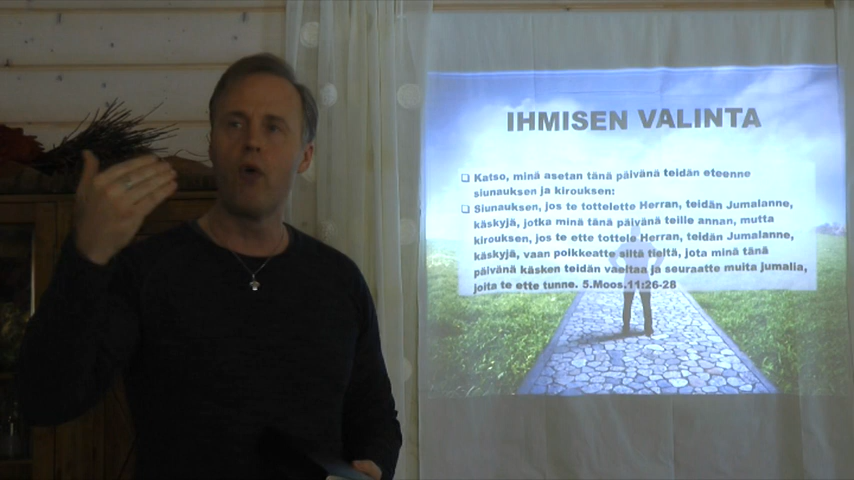 IHMISEN VALINTA
❑ Katso, minä asetan tänä päivänä teidän eteenne
siunauksen ja kirouksen:
❑ Siunauksen, jos te tottelette Herran, teidän Jumalanne,
käskyjä, jotka minä tänä päivänä teille annan, mutta
kirouksen, jos te ette tottele Herran, teidän Jumalanne,
käskyjä, vaan poikkeatte siltä tieltä, jota minä tänä
päivänä käsken teidän vaeltaa ja seuraatte muita jumalia,
joita te ette tunne. 5.Moos.11:26-28